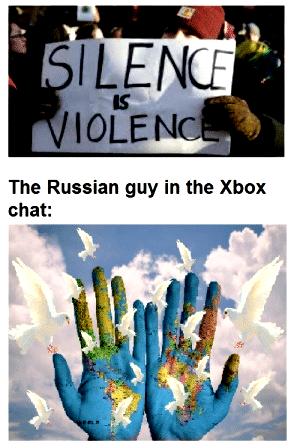 SILENCE
IS
VIOLENCE
The Russian guy in the Xbox
chat: